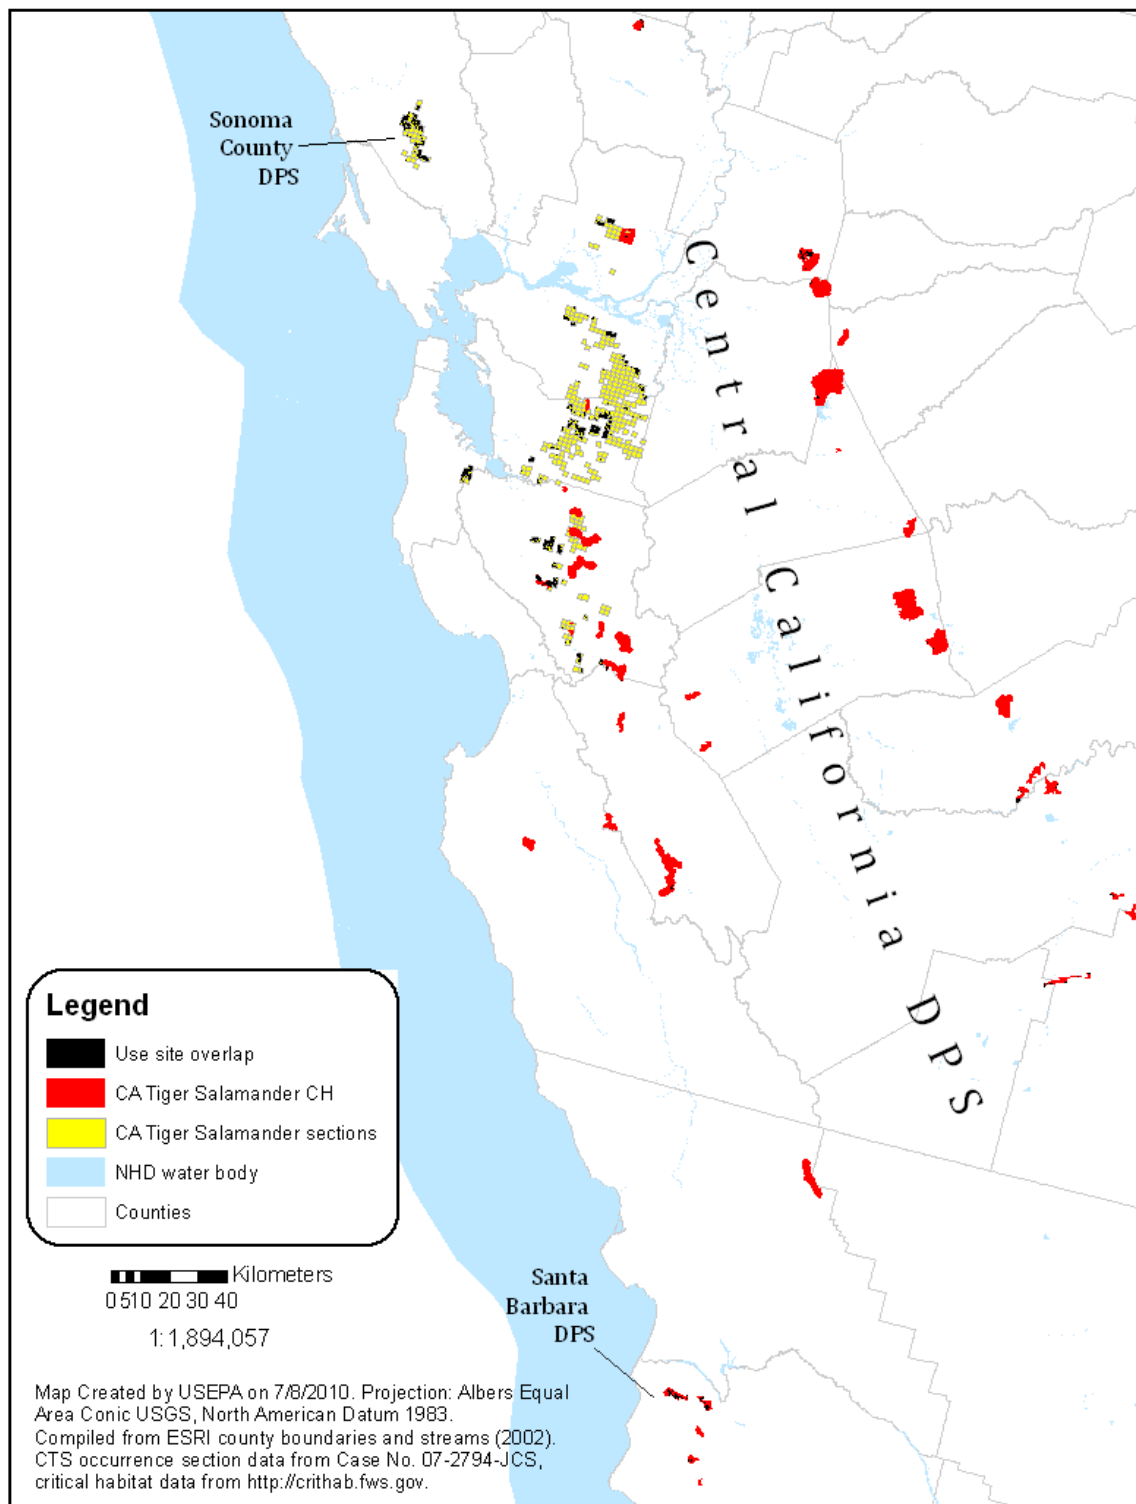 Sonoma
County
DPS
Central California DPS
Legend
Use site overlap
CA Tiger Salamander CH
CA Tiger Salamander sections
NHD water body
Counties
Kilometers
0 510 20 30 40
1:1,894,057
Santa
Barbara
DPS
Map Created by USEPA on 7/8/2010. Projection: Albers Equal
Area Conic USGS, North American Datum 1983.
Compiled from ESRI county boundaries and streams (2002).
CTS occurrence section data from Case No. 07-2794-JCS,
critical habitat data from http://crithab.fws.gov.